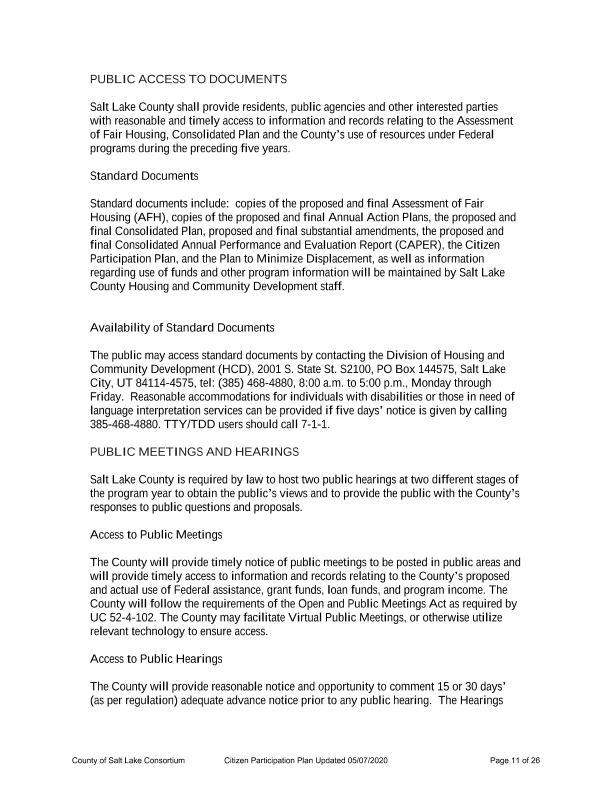 PUBLIC ACCESS TO DOCUMENTS
Salt Lake County shall provide residents, public agencies and other interested parties
with reasonable and timely access to information and records relating to the Assessment
of Fair Housing, Consolidated Plan and the County's use of resources under Federal
programs during the preceding five years.
Standard Documents
Standard documents include:  copies of the proposed and final Assessment of Fair
Housing (AFH), copies of the proposed and final Annual Action Plans, the proposed and
final Consolidated Plan, proposed and final substantial amendments, the proposed and
final Consolidated Annual Performance and Evaluation Report (CAPER), the Citizen
Participation Plan, and the Plan to Minimize Displacement, as well as information
regarding use of funds and other program information will be maintained by Salt Lake
County Housing and Community Development staff.
Availability of Standard Documents
The public may access standard documents by contacting the Division of Housing and
Community Development (HCD), 2001 S. State St. S2100, PO Box 144575, Salt Lake
City, UT 84114-4575, tel: (385) 468-4880, 8:00 a.m. to 5:00 p.m., Monday through
Friday.  Reasonable accommodations for individuals with disabilities or those in need of
language interpretation services can be provided if five days' notice is given by calling
385-468-4880. TTY/TDD users should call 7-1-1.
PUBLIC MEETINGS AND HEARINGS
Salt Lake County is required by law to host two public hearings at two different stages of
the program year to obtain the public's views and to provide the public with the County's
responses to public questions and proposals.
Access to Public Meetings
The County will provide timely notice of public meetings to be posted in public areas and
will provide timely access to information and records relating to the County's proposed
and actual use of Federal assistance, grant funds, loan funds, and program income. The
County will follow the requirements of the Open and Public Meetings Act as required by
UC 52-4-102. The County may facilitate Virtual Public Meetings, or otherwise utilize
relevant technology to ensure access.
Access to Public Hearings
The County will provide reasonable notice and opportunity to comment 15 or 30 days'
(as per regulation) adequate advance notice prior to any public hearing.  The Hearings
County of Salt Lake Consortium Citizen Participation Plan Updated 05/07/2020 Page 11 of 26